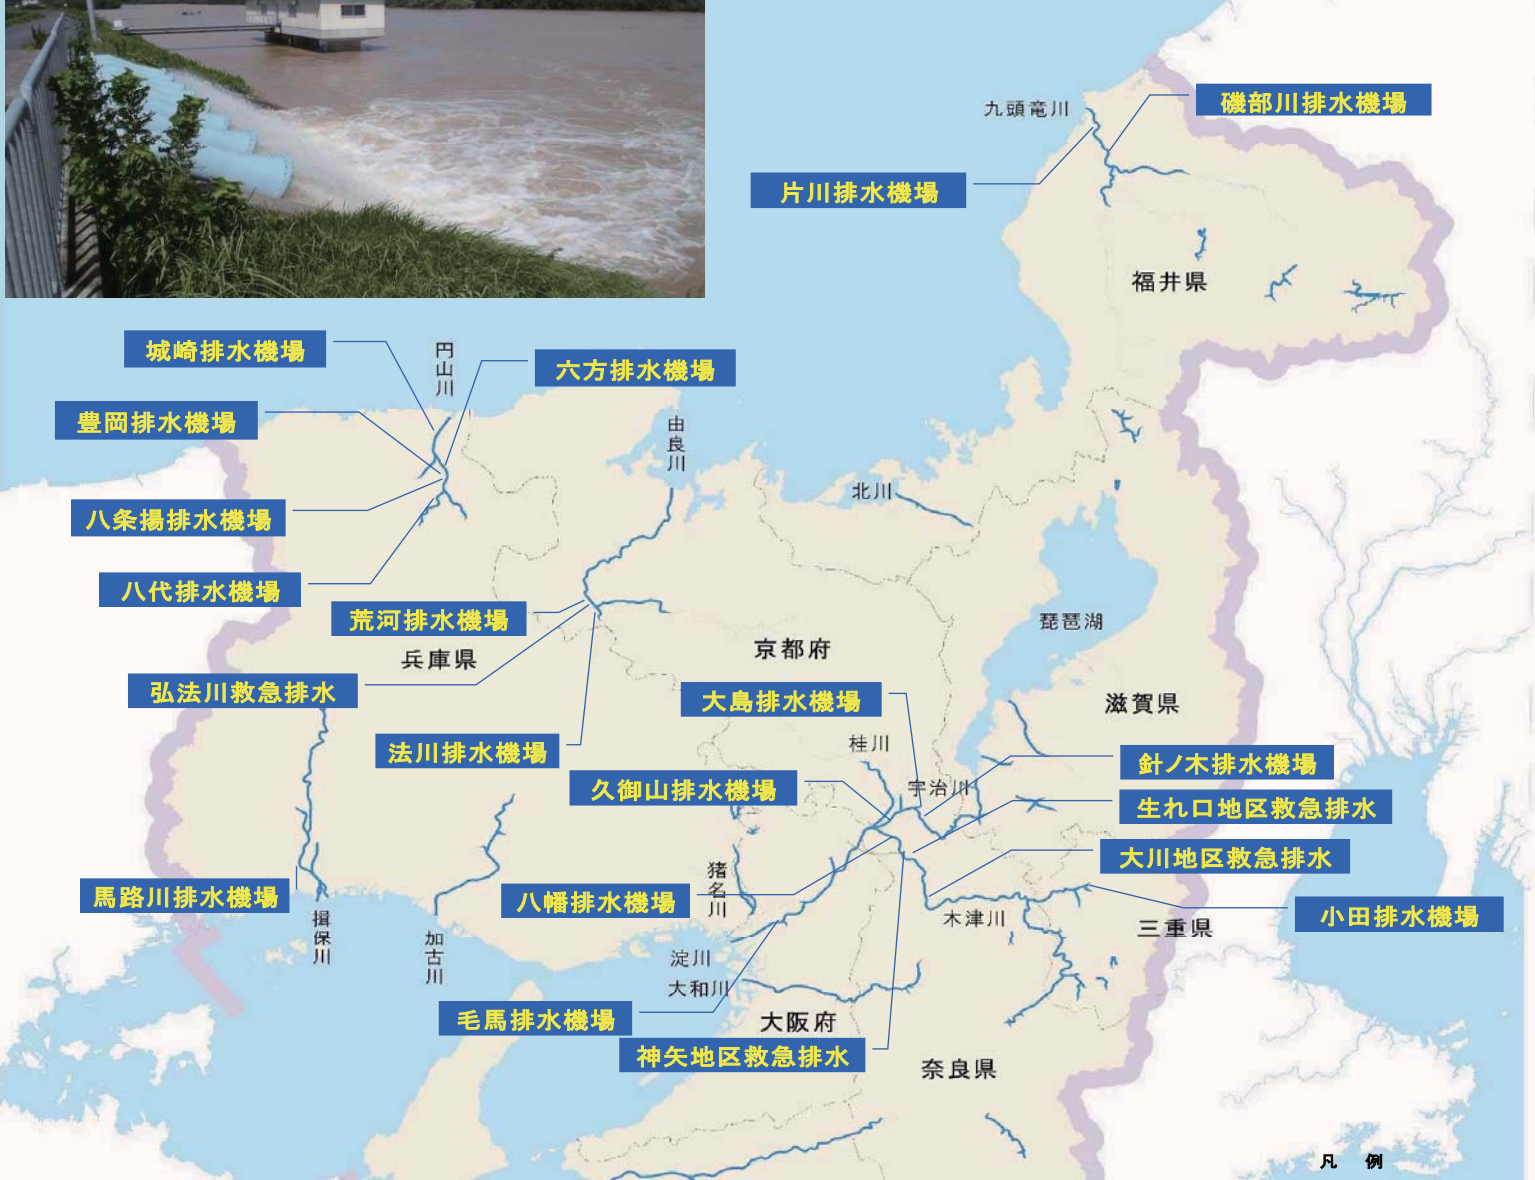 九頭竜川
磯部川排水機場
片川排水機場
福井県
城崎排水機場
円山川
六方排水機場
豊岡排水機場
由良川
八条揚排水機場
北川
八代排水機場
荒河排水機場
琵琶湖
兵庫県
京都府
弘法川救急排水
大島排水機場
滋賀県
法川排水機場
桂川
針ノ木排水機場
久御山排水機場
宇治川
生れ口地区救急排水
大川地区救急排水
馬路川排水機場
猪名川
八幡排水機場
小田排水機場
木津川
三重県
揖保川
加古川
淀川
大和川
毛馬排水機場
大阪府
神矢地区救急排水
奈良県
凡 例